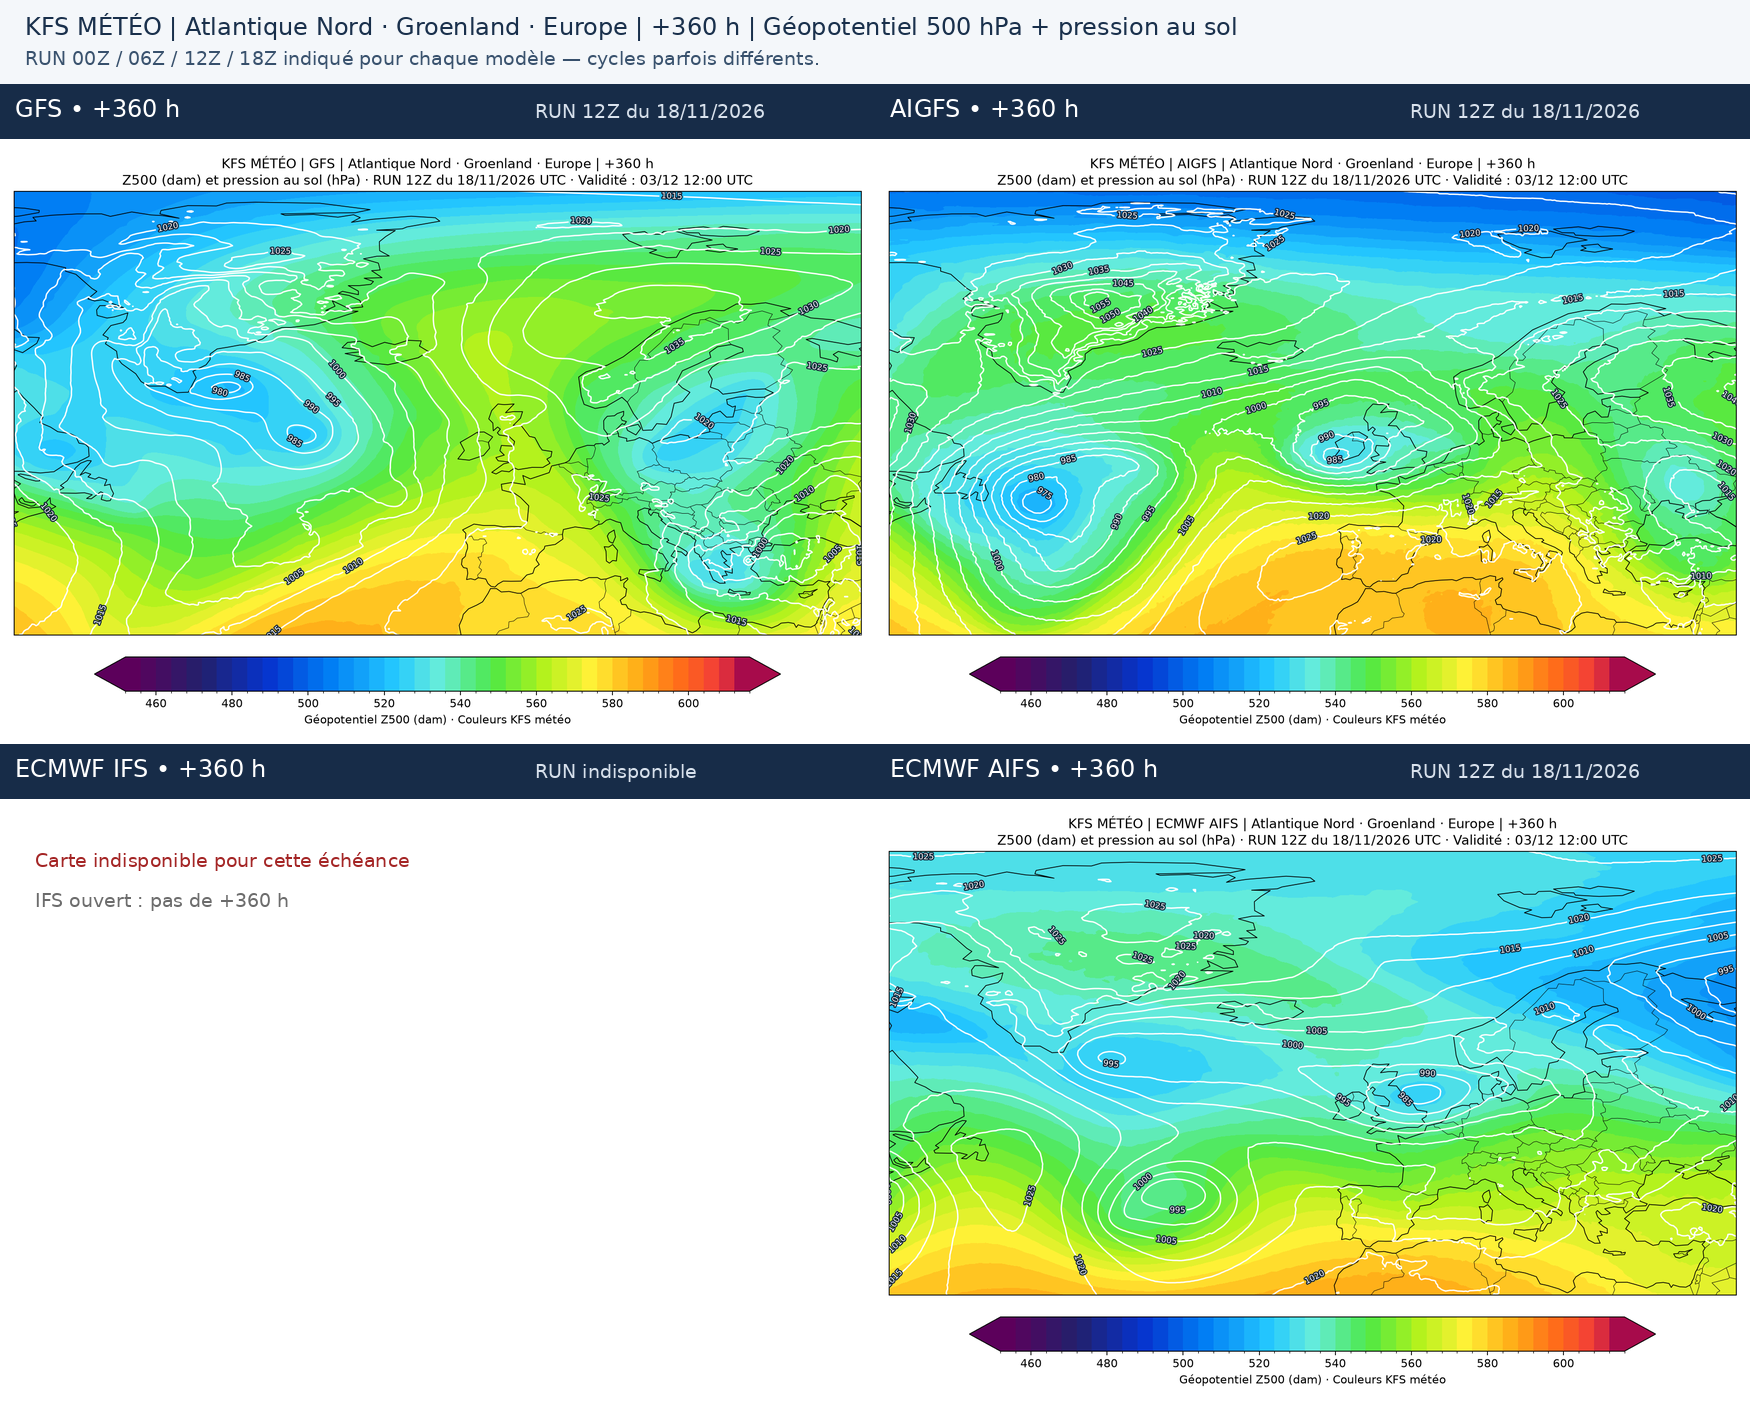 KFS MÉTÉO | Atlantique Nord · Groenland · Europe | +360 h | Géopotentiel 500 hPa + pression au sol
RUN 00Z / 06Z / 12Z / 18Z indiqué pour chaque modèle — cycles parfois différents.
GFS • +360 h
RUN 12Z du 18/11/2026
AIGFS • +360 h
RUN 12Z du 18/11/2026
KFS MÉTÉO | GFS | Atlantique Nord · Groenland · Europe | +360 h
Z500 (dam) et pression au sol (hPa) · RUN 12Z du 18/11/2026 UTC · Validité : 03/12 12:00 UTC
460 480 500 520 540 560 580 600
Géopotentiel Z500 (dam) · Couleurs KFS météo
KFS MÉTÉO | AIGFS | Atlantique Nord · Groenland · Europe | +360 h
Z500 (dam) et pression au sol (hPa) · RUN 12Z du 18/11/2026 UTC · Validité : 03/12 12:00 UTC
460 480 500 520 540 560 580 600
Géopotentiel Z500 (dam) · Couleurs KFS météo
ECMWF IFS • +360 h
RUN indisponible
ECMWF AIFS • +360 h
RUN 12Z du 18/11/2026
Carte indisponible pour cette échéance
IFS ouvert : pas de +360 h
KFS MÉTÉO | ECMWF AIFS | Atlantique Nord · Groenland · Europe | +360 h
Z500 (dam) et pression au sol (hPa) · RUN 12Z du 18/11/2026 UTC · Validité : 03/12 12:00 UTC
460 480 500 520 540 560 580 600
Géopotentiel Z500 (dam) · Couleurs KFS météo